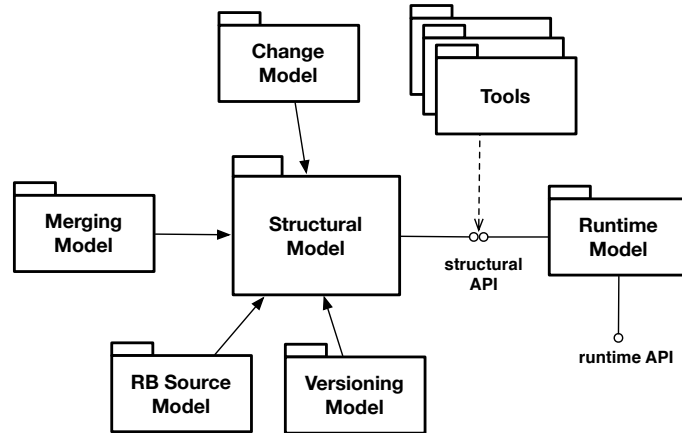 Change
Model
Tools
Merging
Model
Structural
Model
Runtime
Model
structural
API
runtime API
RB Source
Model
Versioning
Model